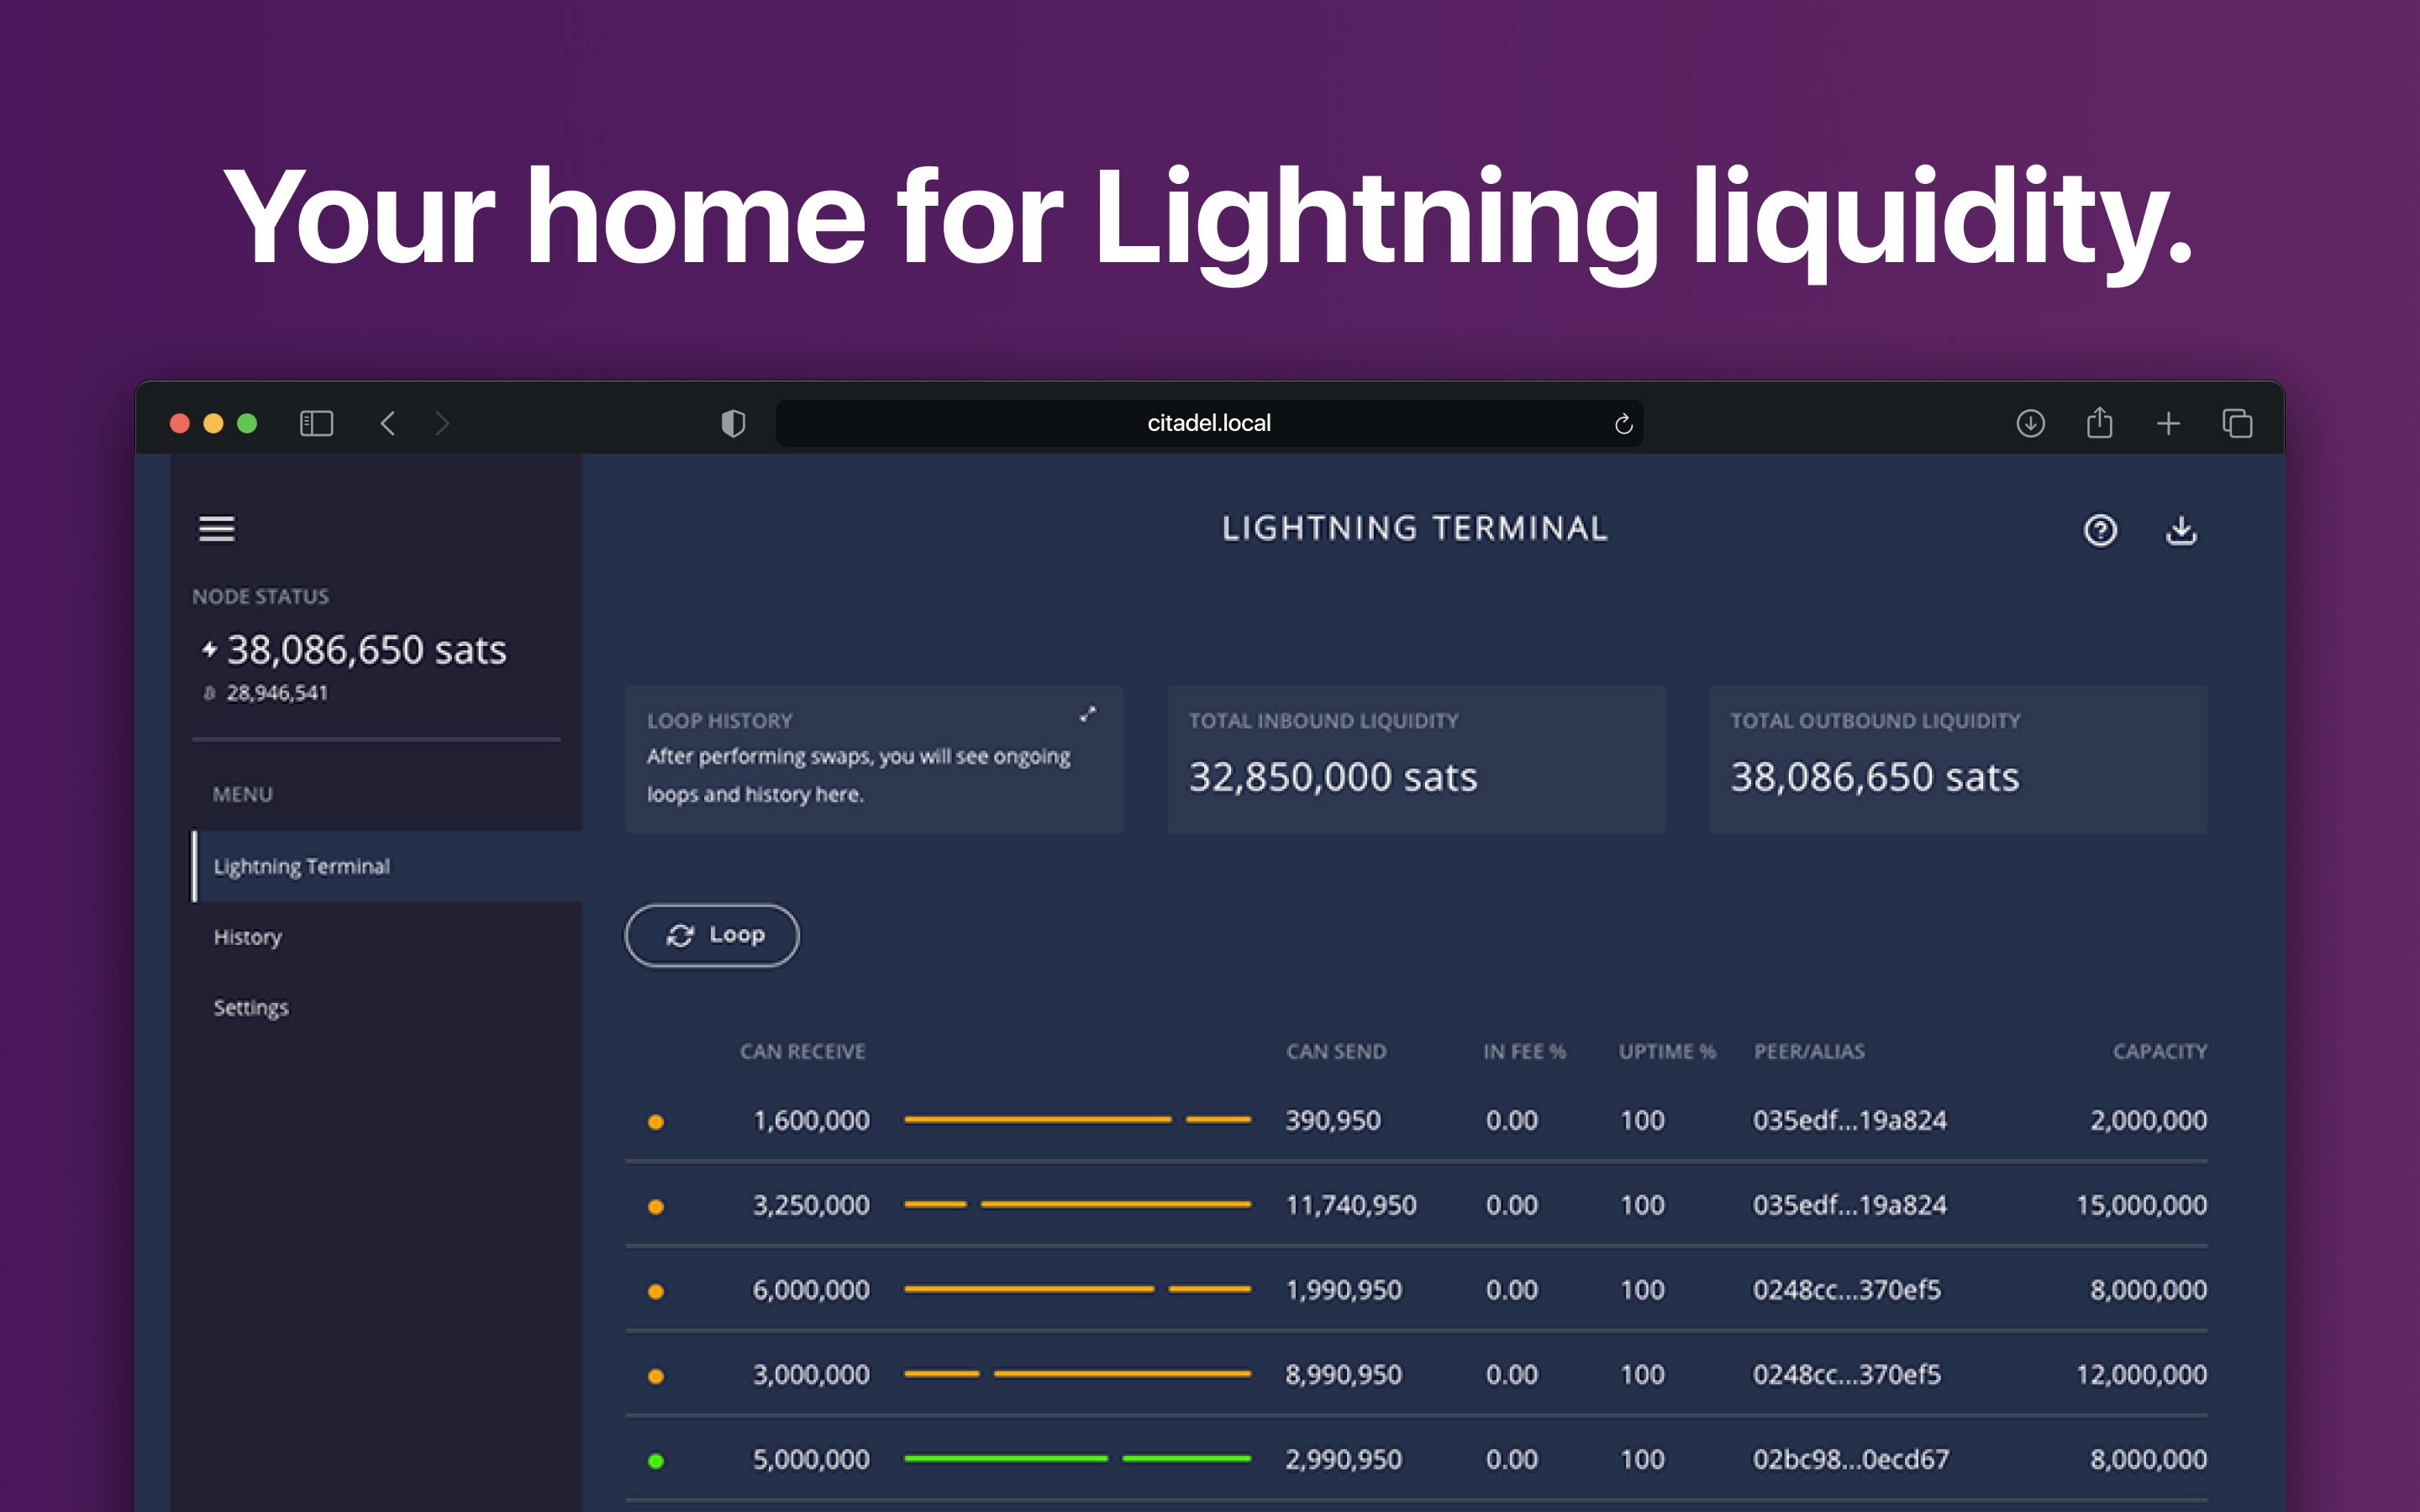 Your home for Lightning liquidity.
citadel.local
LIGHTNING TERMINAL
NODE STATUS
38,086,650 sats
28,946,541
MENU
Lightning Terminal
History
Settings
LOOP HISTORY
After performing swaps, you will see ongoing
loops and history here.
TOTAL INBOUND LIQUIDITY
32,850,000 sats
TOTAL OUTBOUND LIQUIDITY
38,086,650 sats
Loop
CAN RECEIVE CAN SEND IN FEE % UPTIME % PEER/ALIAS CAPACITY
1,600,000 390,950 0.00 100 035edf...19a824 2,000,000
3,250,000 11,740,950 0.00 100 035edf...19a824 15,000,000
6,000,000 1,990,950 0.00 100 0248cc...370ef5 8,000,000
3,000,000 8,990,950 0.00 100 0248cc...370ef5 12,000,000
5,000,000 2,990,950 0.00 100 02bc98...0ecd67 8,000,000